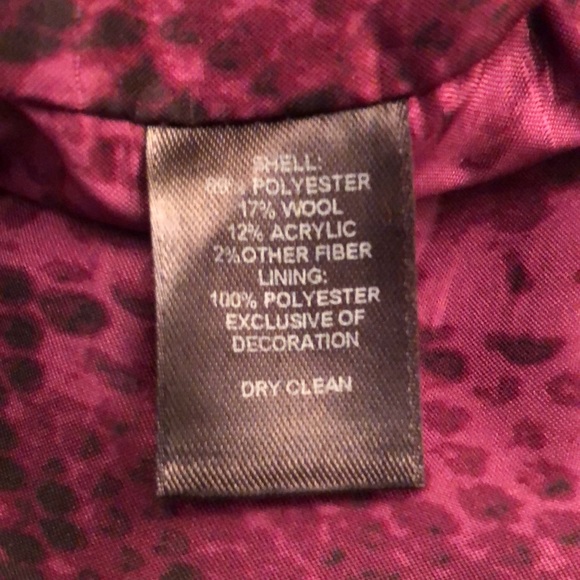 SHELL:
POLYESTER
17% WOOL
12% ACRYLIC
2%OTHER FIBER
LINING:
100% POLYESTER
EXCLUSIVE OF
DECORATION
DRY CLEAN